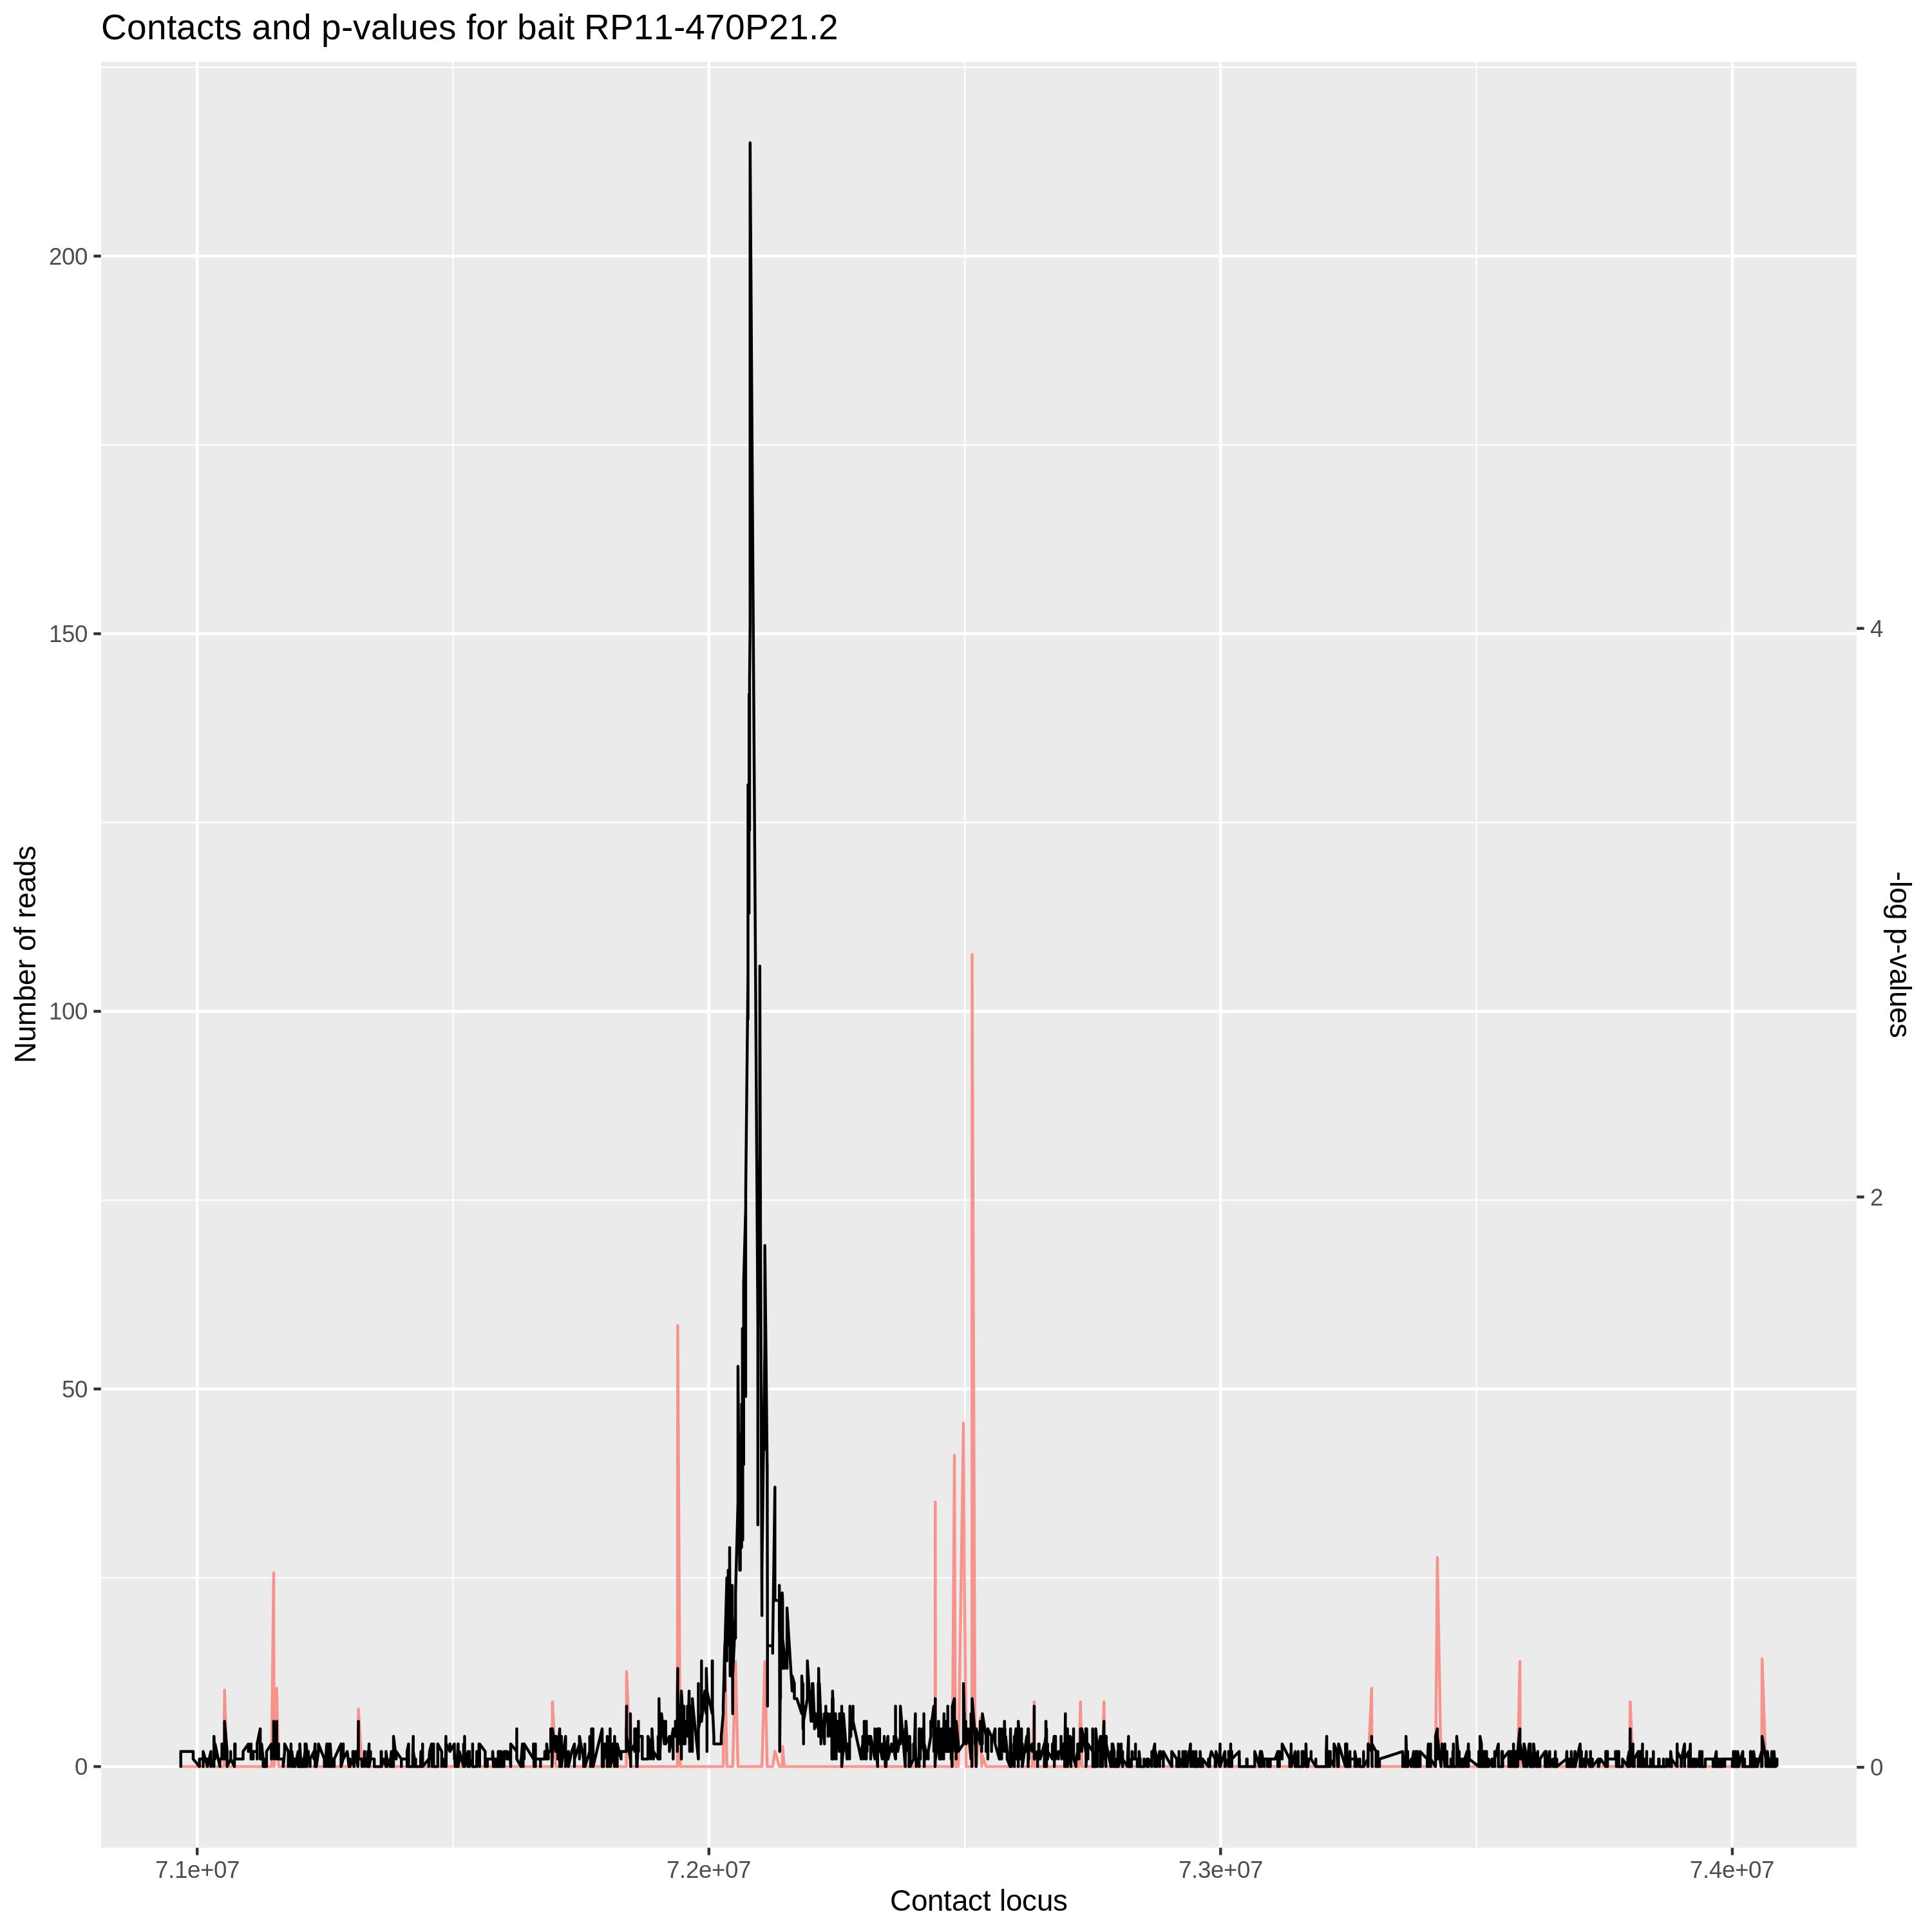 Contacts and p-values for bait RP11-470P21.2
Number of reads
200
150
100
50
0
-log p-values
4
2
0
7.1e+07
7.2e+07
7.3e+07
7.4e+07
Contact locus